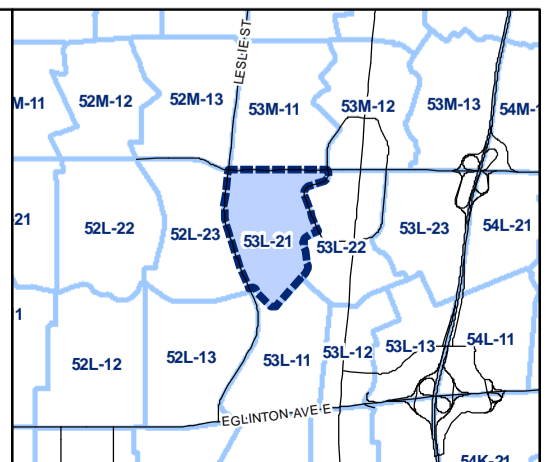 LESLIE ST
M-11
52M-12
52M-13
53M-11
53M-12
53M-13
54M-1
21
52L-22
52L-23
53L-21
53L-22
53L-23
54L-21
1
52L-12
52L-13
53L-11
53L-12
53L-13
54L-11
EGLINTON AVE E
54K-21